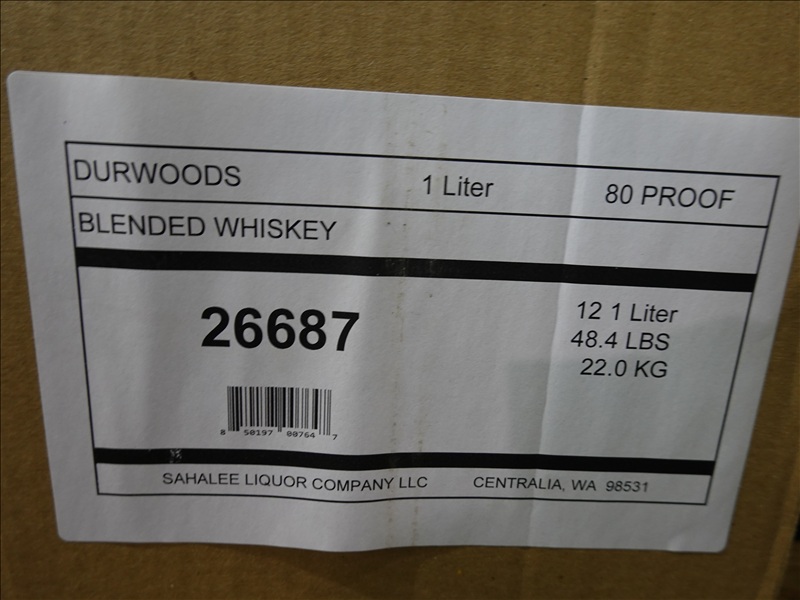 DURWOODS 1 Liter 80 PROOF
BLENDED WHISKEY
26687
12 1 Liter
48.4 LBS
22.0 KG
8 50197 00764 7
SAHALEE LIQUOR COMPANY LLC CENTRALIA, WA 98531